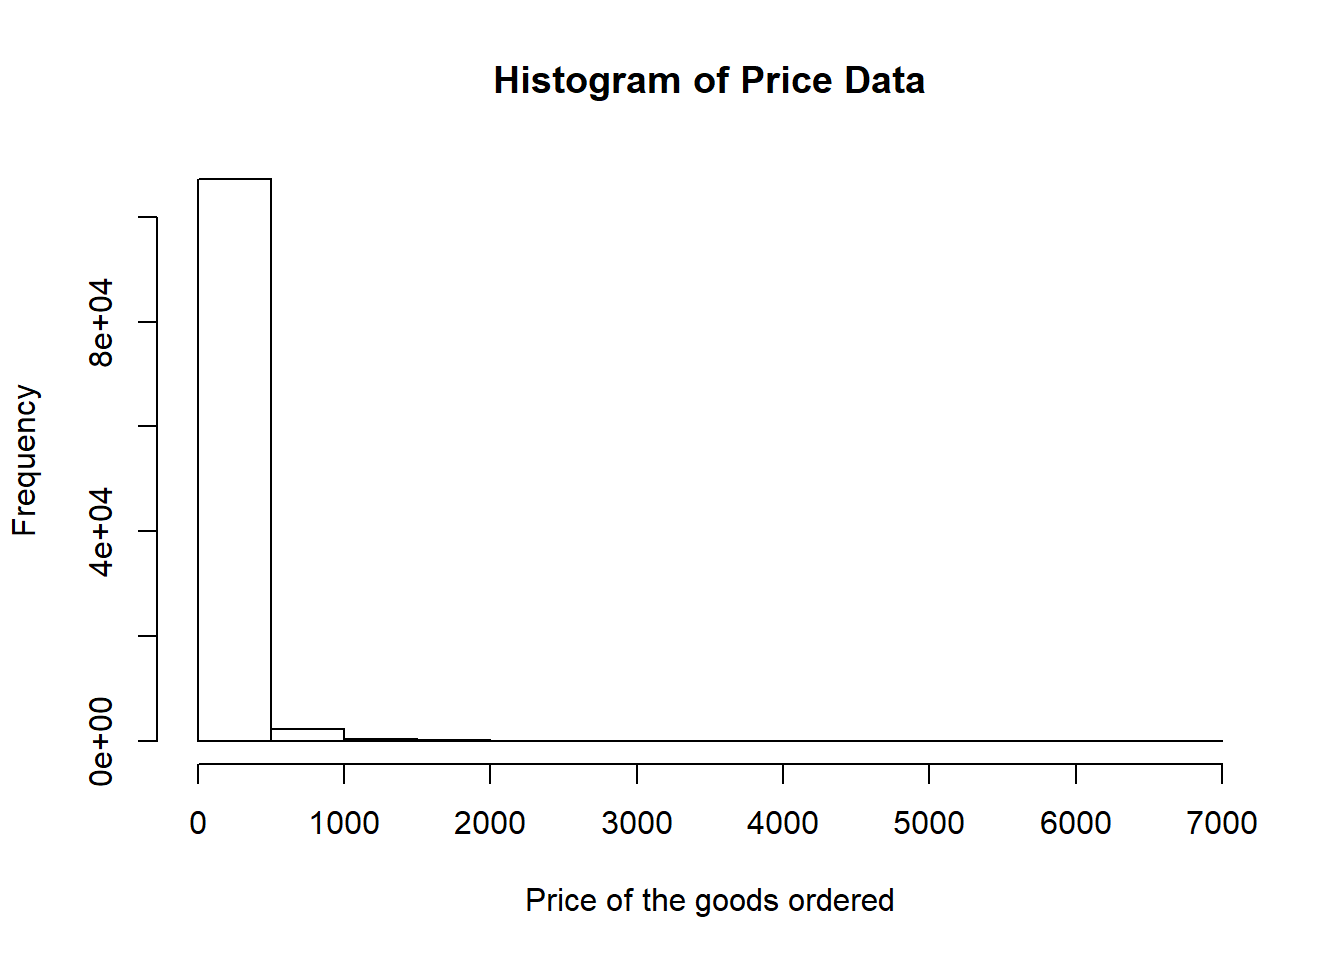 Histogram of Price Data
Frequency
8e+04
4e+04
0e+00
0 1000 2000 3000 4000 5000 6000 7000
Price of the goods ordered